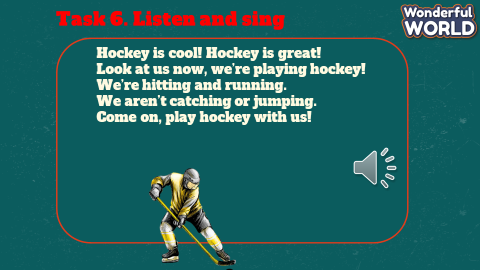 Task 6. Listen and sing
Wonderful
WORLD
Hockey is cool! Hockey is great!
Look at us now, we're playing hockey!
We're hitting and running.
We aren't catching or jumping.
Come on, play hockey with us!